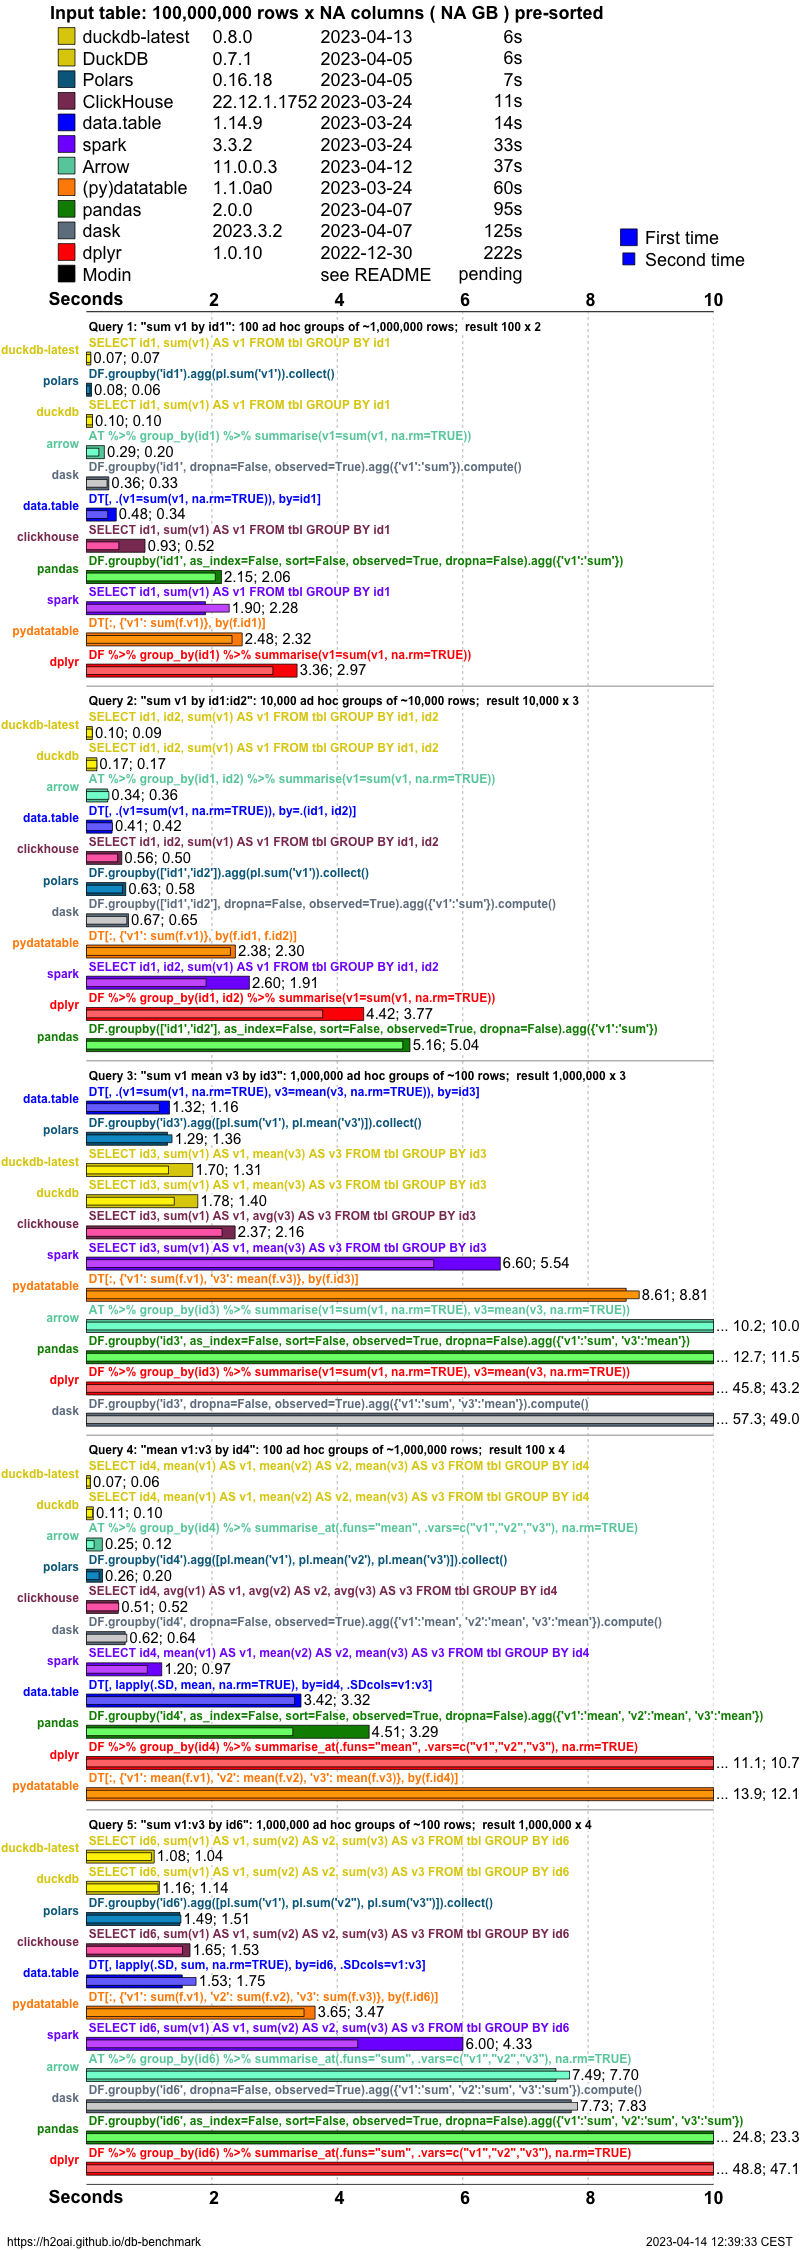 Input table: 100,000,000 rows x NA columns ( NA GB ) pre-sorted
duckdb-latest 0.8.0 2023-04-13 6s
DuckDB 0.7.1 2023-04-05 6s
Polars 0.16.18 2023-04-05 7s
ClickHouse 22.12.1.1752 2023-03-24 11s
data.table 1.14.9 2023-03-24 14s
spark 3.3.2 2023-03-24 33s
Arrow 11.0.0.3 2023-04-12 37s
(py)datatable 1.1.0a0 2023-03-24 60s
pandas 2.0.0 2023-04-07 95s
dask 2023.3.2 2023-04-07 125s
dplyr 1.0.10 2022-12-30 222s
Modin see README pending
First time
Second time
Seconds 2 4 6 8 10
Query 1: "sum v1 by id1": 100 ad hoc groups of ~1,000,000 rows; result 100 x 2
SELECT id1, sum(v1) AS v1 FROM tbl GROUP BY id1
duckdb-latest 0.07; 0.07
DF.groupby('id1').agg(pl.sum('v1')).collect()
polars 0.08; 0.06
SELECT id1, sum(v1) AS v1 FROM tbl GROUP BY id1
duckdb 0.10; 0.10
AT %>% group_by(id1) %>% summarise(v1=sum(v1, na.rm=TRUE))
arrow 0.29; 0.20
DF.groupby('id1', dropna=False, observed=True).agg({'v1':'sum'}).compute()
dask 0.36; 0.33
DT[, .(v1=sum(v1, na.rm=TRUE)), by=id1]
data.table 0.48; 0.34
SELECT id1, sum(v1) AS v1 FROM tbl GROUP BY id1
clickhouse 0.93; 0.52
DF.groupby('id1', as_index=False, sort=False, observed=True, dropna=False).agg({'v1':'sum'})
pandas 2.15; 2.06
SELECT id1, sum(v1) AS v1 FROM tbl GROUP BY id1
spark 1.90; 2.28
DT[:, {'v1': sum(f.v1)}, by(f.id1)]
pydatatable 2.48; 2.32
DF %>% group_by(id1) %>% summarise(v1=sum(v1, na.rm=TRUE))
dplyr 3.36; 2.97
Query 2: "sum v1 by id1:id2": 10,000 ad hoc groups of ~10,000 rows; result 10,000 x 3
SELECT id1, id2, sum(v1) AS v1 FROM tbl GROUP BY id1, id2
duckdb-latest 0.10; 0.09
SELECT id1, id2, sum(v1) AS v1 FROM tbl GROUP BY id1, id2
duckdb 0.17; 0.17
AT %>% group_by(id1, id2) %>% summarise(v1=sum(v1, na.rm=TRUE))
arrow 0.34; 0.36
DT[, .(v1=sum(v1, na.rm=TRUE)), by=.(id1, id2)]
data.table 0.41; 0.42
SELECT id1, id2, sum(v1) AS v1 FROM tbl GROUP BY id1, id2
clickhouse 0.56; 0.50
DF.groupby(['id1','id2']).agg(pl.sum('v1')).collect()
polars 0.63; 0.58
DF.groupby(['id1','id2'], dropna=False, observed=True).agg({'v1':'sum'}).compute()
dask 0.67; 0.65
DT[:, {'v1': sum(f.v1)}, by(f.id1, f.id2)]
pydatatable 2.38; 2.30
SELECT id1, id2, sum(v1) AS v1 FROM tbl GROUP BY id1, id2
spark 2.60; 1.91
DF %>% group_by(id1, id2) %>% summarise(v1=sum(v1, na.rm=TRUE))
dplyr 4.42; 3.77
DF.groupby(['id1','id2'], as_index=False, sort=False, observed=True, dropna=False).agg({'v1':'sum'})
pandas 5.16; 5.04
Query 3: "sum v1 mean v3 by id3": 1,000,000 ad hoc groups of ~100 rows; result 1,000,000 x 3
DT[, .(v1=sum(v1, na.rm=TRUE), v3=mean(v3, na.rm=TRUE)), by=id3]
data.table 1.32; 1.16
DF.groupby('id3').agg([pl.sum('v1'), pl.mean('v3')]).collect()
polars 1.29; 1.36
SELECT id3, sum(v1) AS v1, mean(v3) AS v3 FROM tbl GROUP BY id3
duckdb-latest 1.70; 1.31
SELECT id3, sum(v1) AS v1, mean(v3) AS v3 FROM tbl GROUP BY id3
duckdb 1.78; 1.40
SELECT id3, sum(v1) AS v1, avg(v3) AS v3 FROM tbl GROUP BY id3
clickhouse 2.37; 2.16
SELECT id3, sum(v1) AS v1, mean(v3) AS v3 FROM tbl GROUP BY id3
spark 6.60; 5.54
DT[:, {'v1': sum(f.v1), 'v3': mean(f.v3)}, by(f.id3)]
pydatatable 8.61; 8.81
AT %>% group_by(id3) %>% summarise(v1=sum(v1, na.rm=TRUE), v3=mean(v3, na.rm=TRUE))
arrow ... 10.2; 10.0
DF.groupby('id3', as_index=False, sort=False, observed=True, dropna=False).agg({'v1':'sum', 'v3':'mean'})
pandas ... 12.7; 11.5
DF %>% group_by(id3) %>% summarise(v1=sum(v1, na.rm=TRUE), v3=mean(v3, na.rm=TRUE))
dplyr ... 45.8; 43.2
DF.groupby('id3', dropna=False, observed=True).agg({'v1':'sum', 'v3':'mean'}).compute()
dask ... 57.3; 49.0
Query 4: "mean v1:v3 by id4": 100 ad hoc groups of ~1,000,000 rows; result 100 x 4
SELECT id4, mean(v1) AS v1, mean(v2) AS v2, mean(v3) AS v3 FROM tbl GROUP BY id4
duckdb-latest 0.07; 0.06
SELECT id4, mean(v1) AS v1, mean(v2) AS v2, mean(v3) AS v3 FROM tbl GROUP BY id4
duckdb 0.11; 0.10
AT %>% group_by(id4) %>% summarise_at(.funs="mean", .vars=c("v1","v2","v3"), na.rm=TRUE)
arrow 0.25; 0.12
DF.groupby('id4').agg([pl.mean('v1'), pl.mean('v2'), pl.mean('v3')]).collect()
polars 0.26; 0.20
SELECT id4, avg(v1) AS v1, avg(v2) AS v2, avg(v3) AS v3 FROM tbl GROUP BY id4
clickhouse 0.51; 0.52
DF.groupby('id4', dropna=False, observed=True).agg({'v1':'mean', 'v2':'mean', 'v3':'mean'}).compute()
dask 0.62; 0.64
SELECT id4, mean(v1) AS v1, mean(v2) AS v2, mean(v3) AS v3 FROM tbl GROUP BY id4
spark 1.20; 0.97
DT[, lapply(.SD, mean, na.rm=TRUE), by=id4, .SDcols=v1:v3]
data.table 3.42; 3.32
DF.groupby('id4', as_index=False, sort=False, observed=True, dropna=False).agg({'v1':'mean', 'v2':'mean', 'v3':'mean'})
pandas 4.51; 3.29
DF %>% group_by(id4) %>% summarise_at(.funs="mean", .vars=c("v1","v2","v3"), na.rm=TRUE)
dplyr ... 11.1; 10.7
DT[:, {'v1': mean(f.v1), 'v2': mean(f.v2), 'v3': mean(f.v3)}, by(f.id4)]
pydatatable ... 13.9; 12.1
Query 5: "sum v1:v3 by id6": 1,000,000 ad hoc groups of ~100 rows; result 1,000,000 x 4
SELECT id6, sum(v1) AS v1, sum(v2) AS v2, sum(v3) AS v3 FROM tbl GROUP BY id6
duckdb-latest 1.08; 1.04
SELECT id6, sum(v1) AS v1, sum(v2) AS v2, sum(v3) AS v3 FROM tbl GROUP BY id6
duckdb 1.16; 1.14
DF.groupby('id6').agg([pl.sum('v1'), pl.sum('v2"), pl.sum('v3")]).collect()
polars 1.49; 1.51
SELECT id6, sum(v1) AS v1, sum(v2) AS v2, sum(v3) AS v3 FROM tbl GROUP BY id6
clickhouse 1.65; 1.53
DT[, lapply(.SD, sum, na.rm=TRUE), by=id6, .SDcols=v1:v3]
data.table 1.53; 1.75
DT[:, {'v1': sum(f.v1), 'v2': sum(f.v2), 'v3': sum(f.v3)}, by(f.id6)]
pydatatable 3.65; 3.47
SELECT id6, sum(v1) AS v1, sum(v2) AS v2, sum(v3) AS v3 FROM tbl GROUP BY id6
spark 6.00; 4.33
AT %>% group_by(id6) %>% summarise_at(.funs="sum", .vars=c("v1","v2","v3"), na.rm=TRUE)
arrow 7.49; 7.70
DF.groupby('id6', dropna=False, observed=True).agg({'v1':'sum', 'v2':'sum', 'v3':'sum'}).compute()
dask 7.73; 7.83
DF.groupby('id6', as_index=False, sort=False, observed=True, dropna=False).agg({'v1':'sum', 'v2':'sum', 'v3':'sum'})
pandas ... 24.8; 23.3
DF %>% group_by(id6) %>% summarise_at(.funs="sum", .vars=c("v1","v2","v3"), na.rm=TRUE)
dplyr ... 48.8; 47.1
Seconds 2 4 6 8 10
https://h2oai.github.io/db-benchmark 2023-04-14 12:39:33 CEST